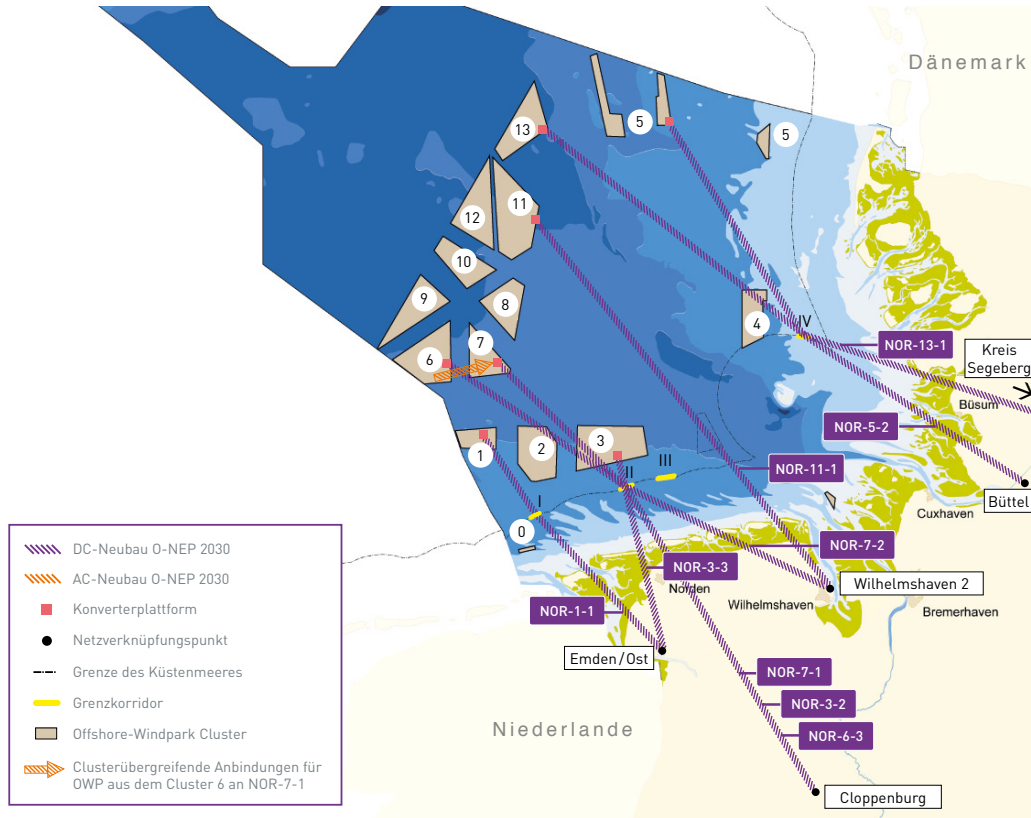 Dänemark
13
5
5
12
11
10
9
8
7
6
4
IV
NOR-13-1
Kreis
Segeberg
Büsum
NOR-5-2
1
2
3
III
II
I
0
NOR-11-1
Büttel
Cuxhaven
NOR-7-2
NOR-3-3
Norden
Wilhelmshaven 2
Wilhelmshaven
Bremerhaven
NOR-1-1
Emden/Ost
NOR-7-1
NOR-3-2
NOR-6-3
Niederlande
Cloppenburg
DC-Neubau O-NEP 2030
AC-Neubau O-NEP 2030
Konverterplattform
Netzverknüpfungspunkt
Grenze des Küstenmeeres
Grenzkorridor
Offshore-Windpark Cluster
Clusterübergreifende Anbindungen für
OWP aus dem Cluster 6 an NOR-7-1